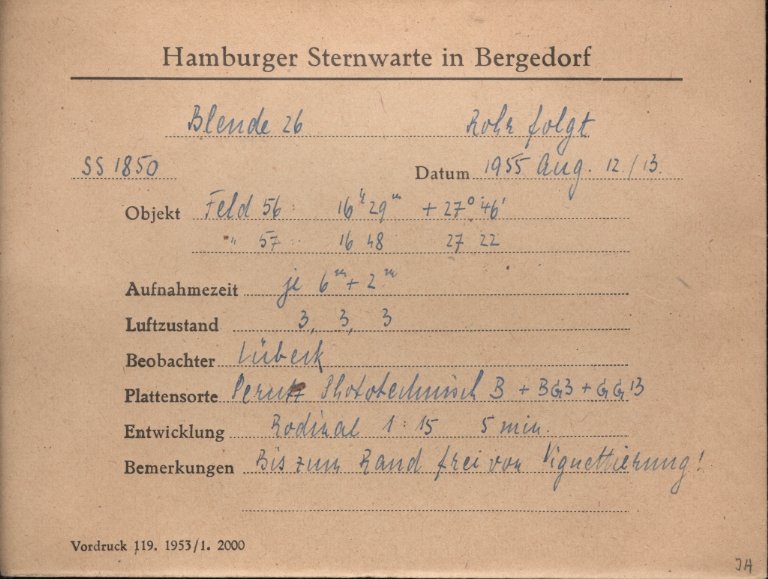 Hamburger Sternwarte in Bergedorf
Blende 26 Rohr folgt
SS 1850 Datum 1955 Aug. 12/13.
Objekt Feld 56 16h 29m + 27° 46'
" 57 16 48 27 22
Aufnahmezeit je 6m + 2m
Luftzustand 3, 3, 3
Beobachter Lübeck
Plattensorte Perutz Phototechnisch B + BG3 + GG13
Entwicklung Rodinal 1:15 5 min.
Bemerkungen Bis zum Rand frei von Vignettierung!
Vordruck 119. 1953/1. 2000
JH